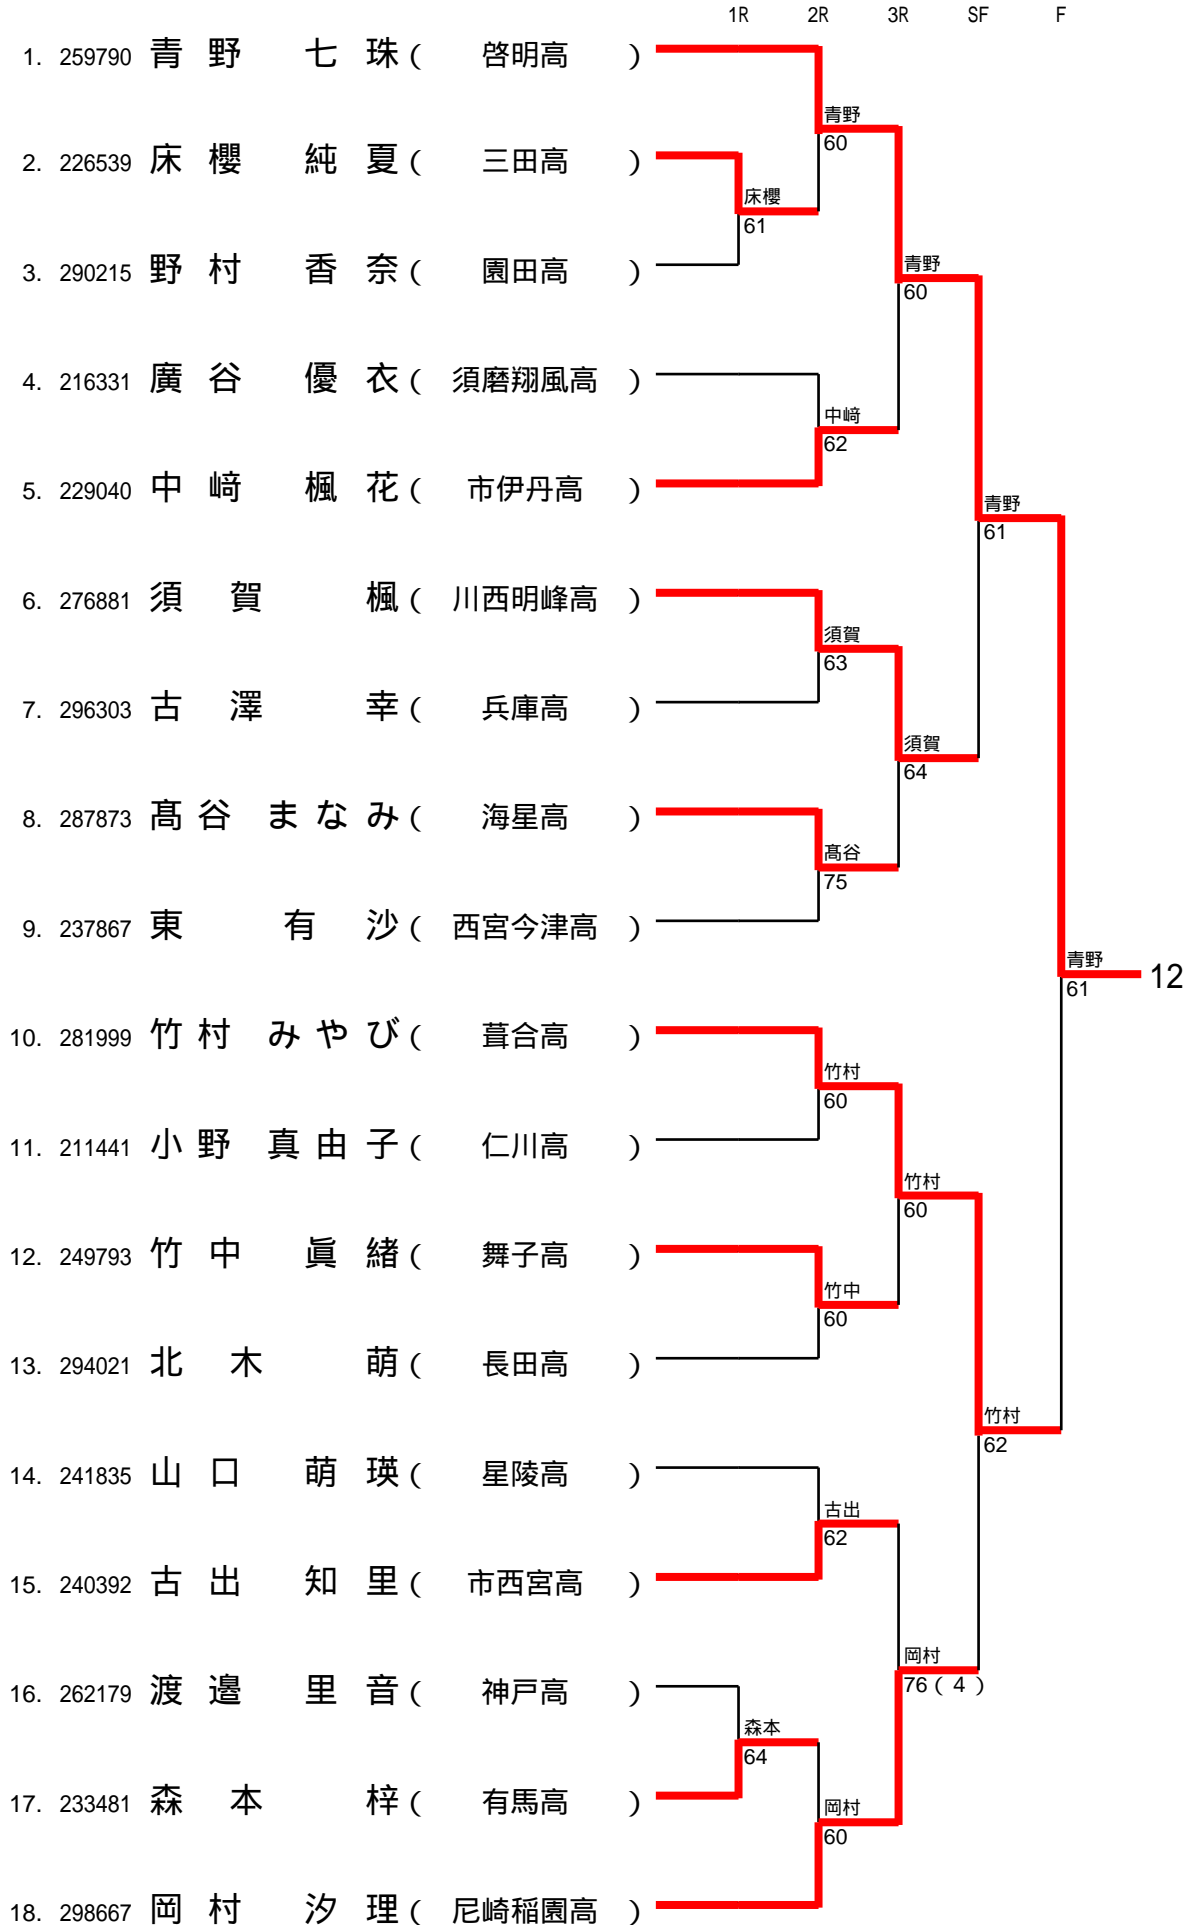 1R 2R 3R SF F
1. 259790 青野 七珠 ( 啓明高 )
青野
60
2. 226539 床櫻 純夏 ( 三田高 )
床櫻
61
3. 290215 野村 香奈 ( 園田高 )
青野
60
4. 216331 廣谷 優衣 ( 須磨翔風高 )
中﨑
62
5. 229040 中﨑 楓花 ( 市伊丹高 )
青野
61
6. 276881 須賀 楓 ( 川西明峰高 )
須賀
63
7. 296303 古澤 幸 ( 兵庫高 )
須賀
64
8. 287873 髙谷 まなみ ( 海星高 )
髙谷
75
9. 237867 東 有沙 ( 西宮今津高 )
青野
61
12
10. 281999 竹村 みやび ( 葺合高 )
竹村
60
11. 211441 小野 真由子 ( 仁川高 )
竹村
60
12. 249793 竹中 眞緒 ( 舞子高 )
竹中
60
13. 294021 北木 萌 ( 長田高 )
竹村
62
14. 241835 山口 萌瑛 ( 星陵高 )
古出
62
15. 240392 古出 知里 ( 市西宮高 )
岡村
76(4)
16. 262179 渡邉 里音 ( 神戸高 )
森本
64
17. 233481 森本 梓 ( 有馬高 )
岡村
60
18. 298667 岡村 汐理 ( 尼崎稲園高 )